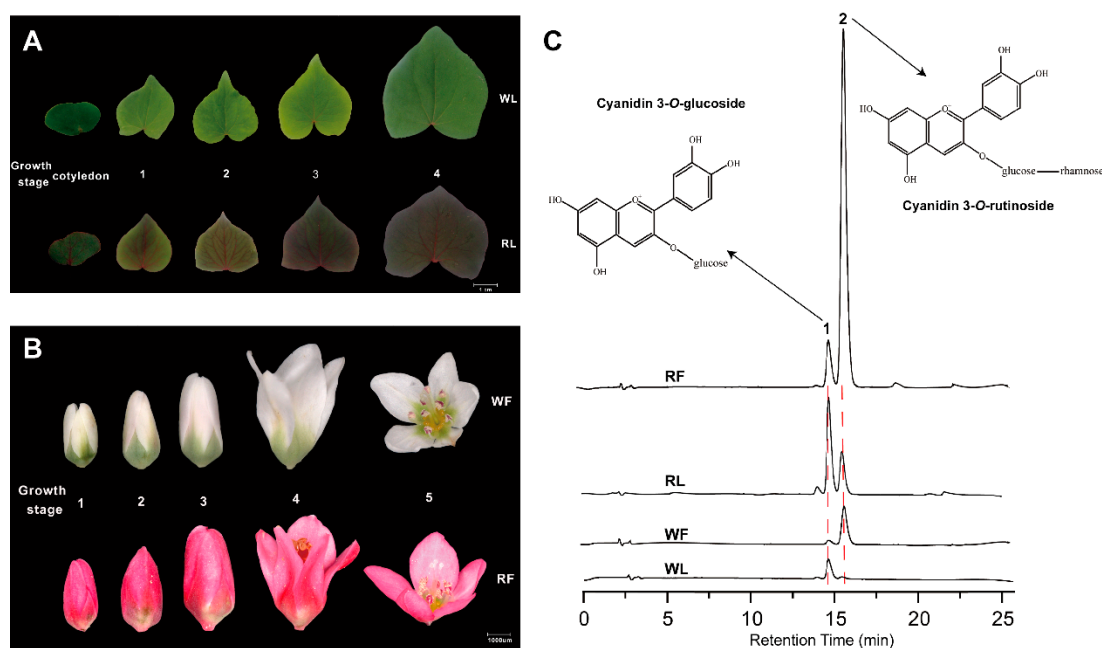 A
WL
Growth
stage
cotyledon 1 2 3 4
RL
1 cm
B
WF
Growth
stage
1 2 3 4 5
RF
1000um
C
2
OH
OH
HO
O⁻
O
OH
glucose—rhamnose
Cyanidin 3-O-rutinoside
Cyanidin 3-O-glucoside
OH
OH
HO
O⁻
O
OH
glucose
1
RF
RL
WF
WL
0 5 10 15 20 25
Retention Time (min)